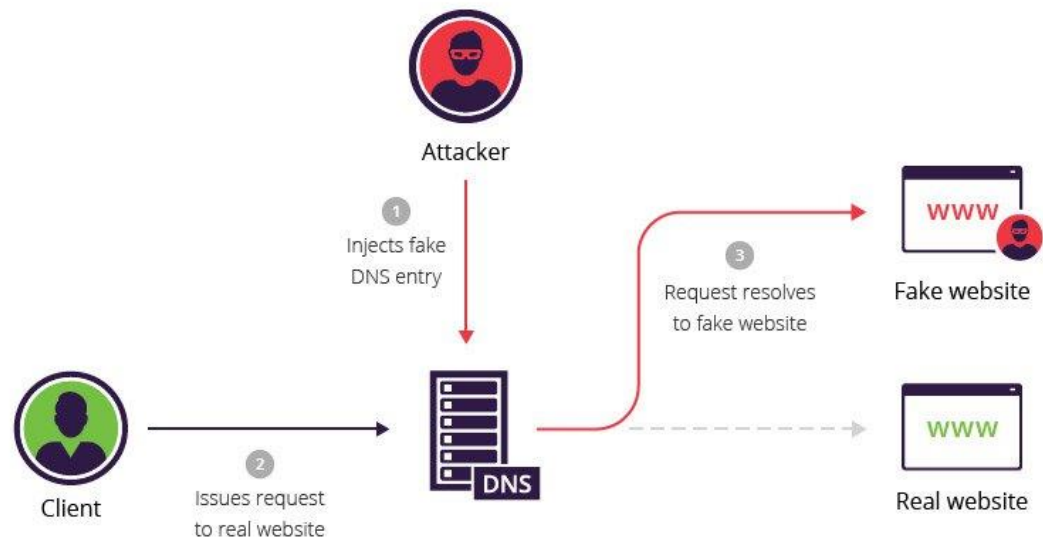 Attacker
1
Injects fake
DNS entry
www
Fake website
3
Request resolves
to fake website
DNS
Client
2
Issues request
to real website
www
Real website